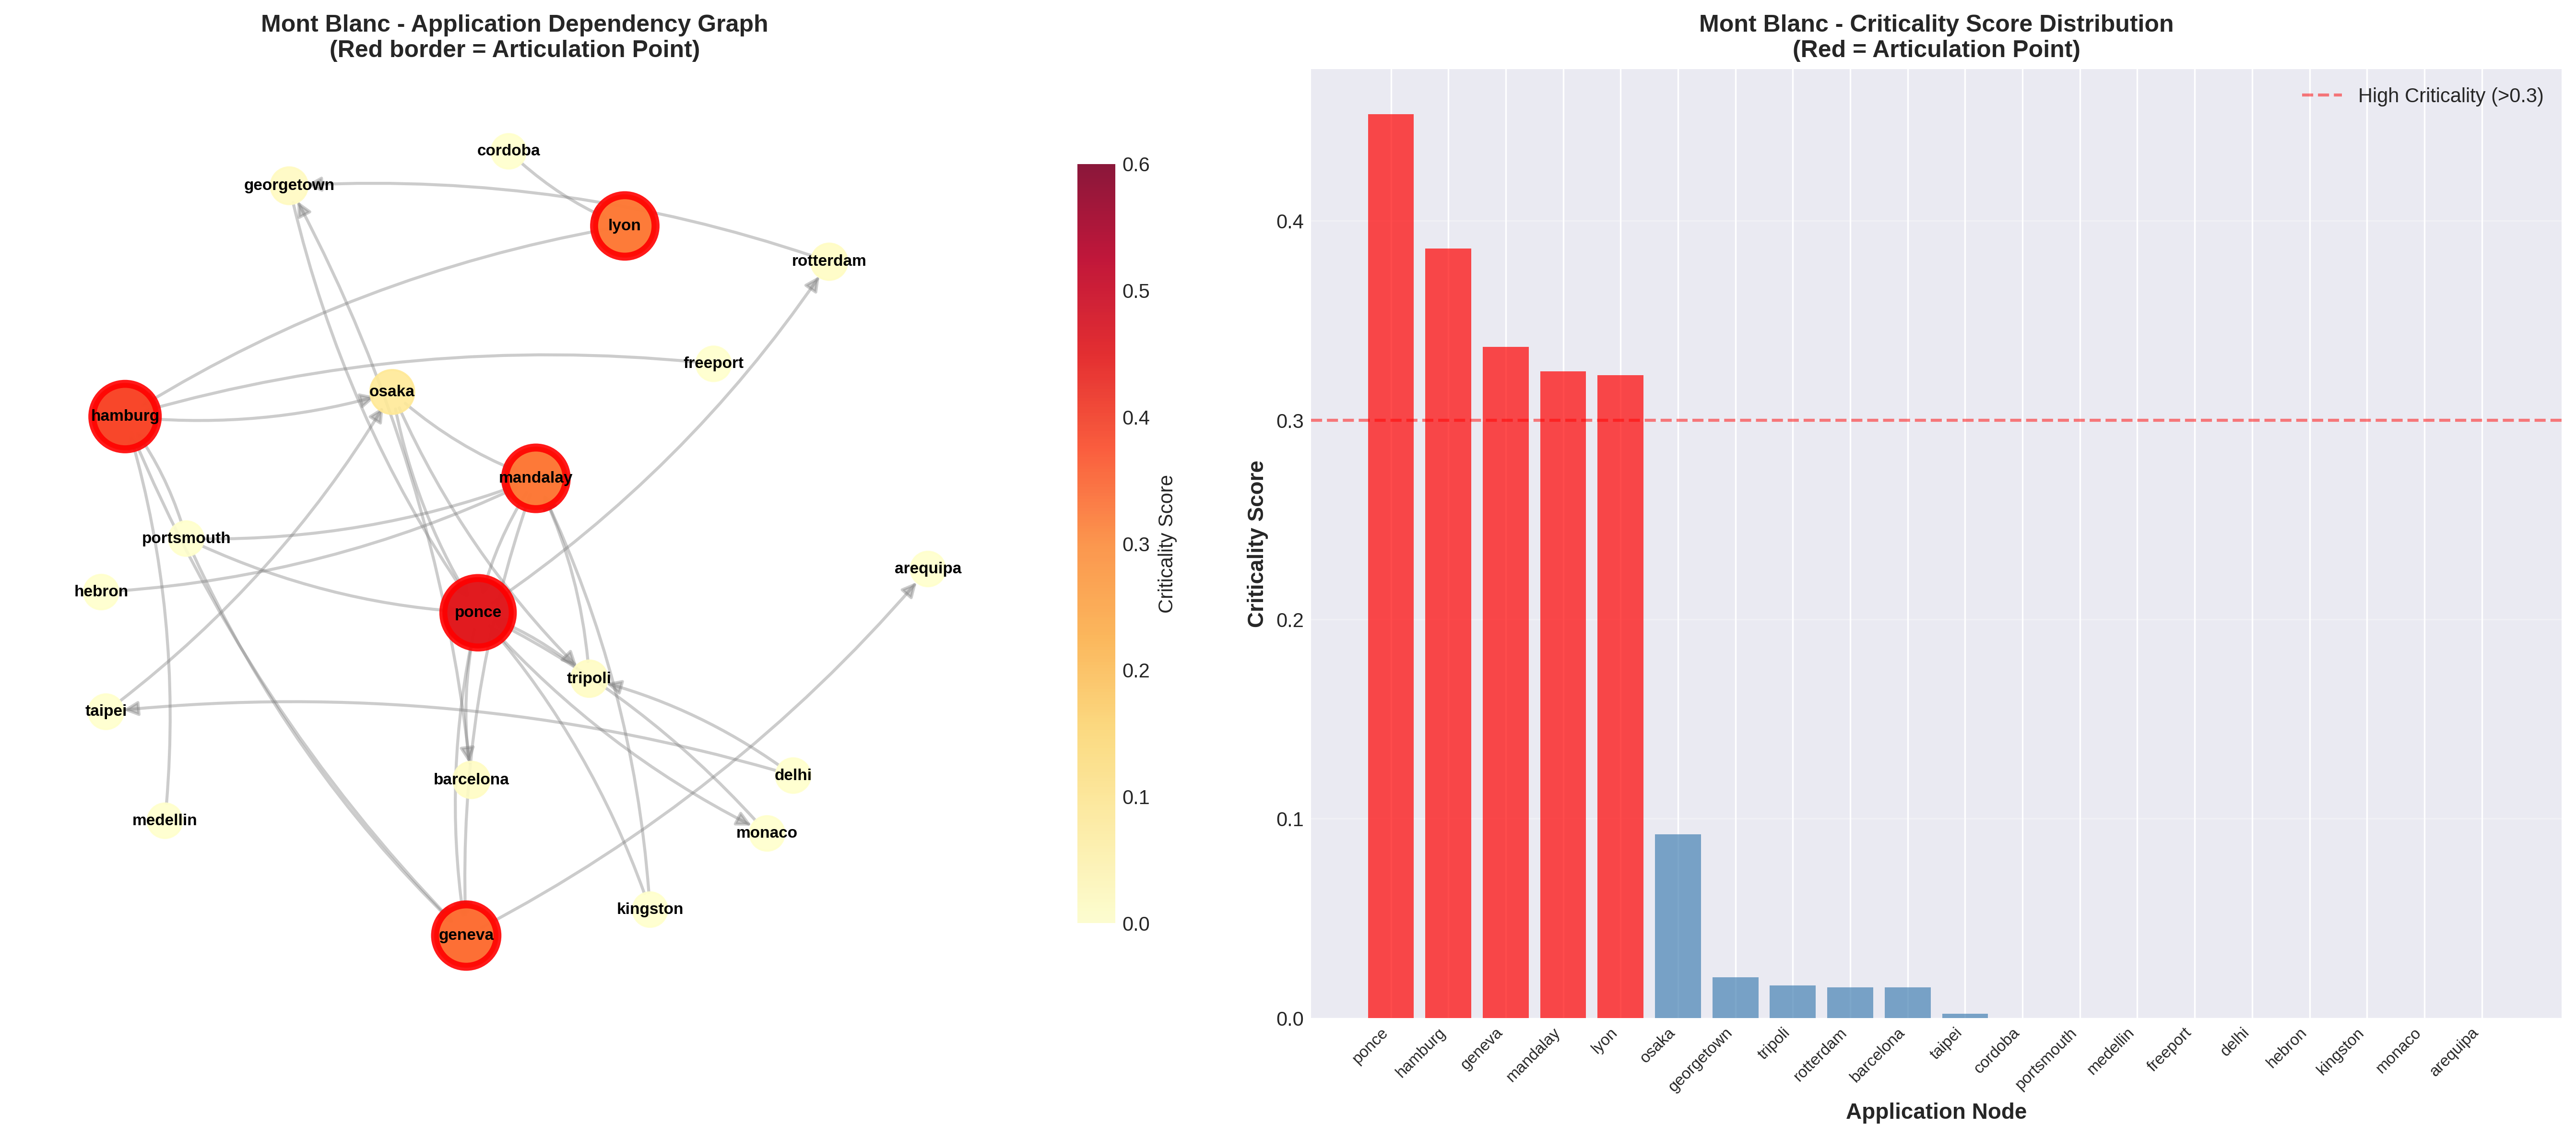 Mont Blanc - Application Dependency Graph
(Red border = Articulation Point)
cordoba
georgetown
lyon
rotterdam
freeport
osaka
hamburg
mandalay
portsmouth
arequipa
hebron
ponce
tripoli
taipei
barcelona
delhi
medellin
monaco
kingston
geneva
0.6
0.5
0.4
0.3
0.2
0.1
0.0
Criticality Score
Mont Blanc - Criticality Score Distribution
(Red = Articulation Point)
High Criticality (>0.3)
0.4
0.3
0.2
0.1
0.0
Criticality Score
ponce
hamburg
geneva
mandalay
lyon
osaka
georgetown
tripoli
rotterdam
barcelona
taipei
cordoba
portsmouth
medellin
freeport
delhi
hebron
kingston
monaco
arequipa
Application Node